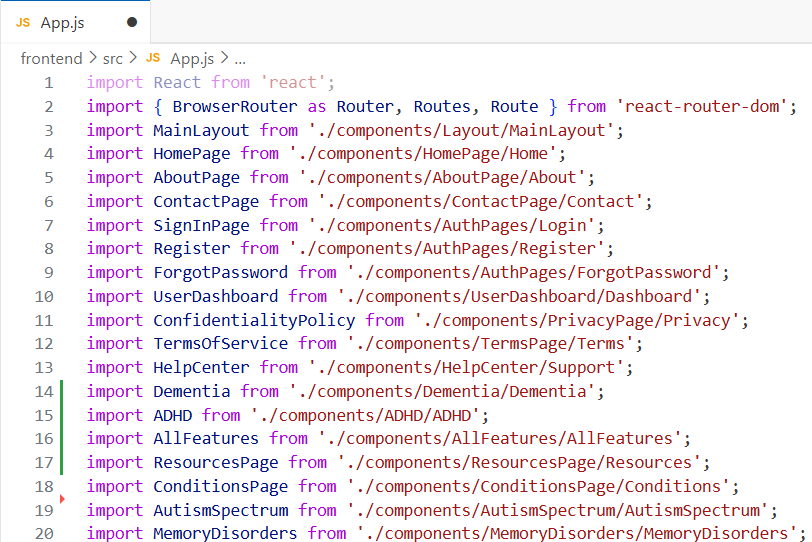 JS App.js
frontend > src > JS App.js > ...
1 import React from 'react';
2 import { BrowserRouter as Router, Routes, Route } from 'react-router-dom';
3 import MainLayout from './components/Layout/MainLayout';
4 import HomePage from './components/HomePage/Home';
5 import AboutPage from './components/AboutPage/About';
6 import ContactPage from './components/ContactPage/Contact';
7 import SignInPage from './components/AuthPages/Login';
8 import Register from './components/AuthPages/Register';
9 import ForgotPassword from './components/AuthPages/ForgotPassword';
10 import UserDashboard from './components/UserDashboard/Dashboard';
11 import ConfidentialityPolicy from './components/PrivacyPage/Privacy';
12 import TermsOfService from './components/TermsPage/Terms';
13 import HelpCenter from './components/HelpCenter/Support';
14 import Dementia from './components/Dementia/Dementia';
15 import ADHD from './components/ADHD/ADHD';
16 import AllFeatures from './components/AllFeatures/AllFeatures';
17 import ResourcesPage from './components/ResourcesPage/Resources';
18 import ConditionsPage from './components/ConditionsPage/Conditions';
19 import AutismSpectrum from './components/AutismSpectrum/AutismSpectrum';
20 import MemoryDisorders from './components/MemoryDisorders/MemoryDisorders';